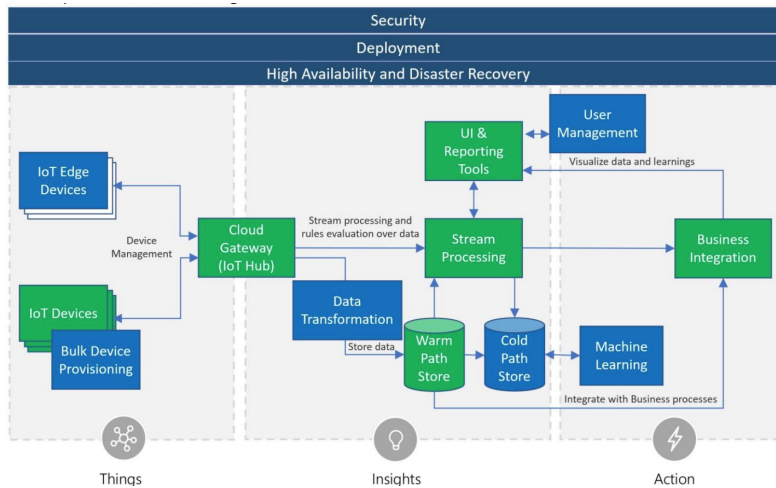 Security
Deployment
High Availability and Disaster Recovery
User
Management
UI &
Reporting
Tools
Visualize data and learnings
IoT Edge
Devices
Device
Management
Cloud
Gateway
(IoT Hub)
Stream processing and
rules evaluation over data
Stream
Processing
Business
Integration
IoT Devices
Bulk Device
Provisioning
Data
Transformation
Store data
Warm
Path
Store
Cold
Path
Store
Machine
Learning
Integrate with Business processes
Things
Insights
Action